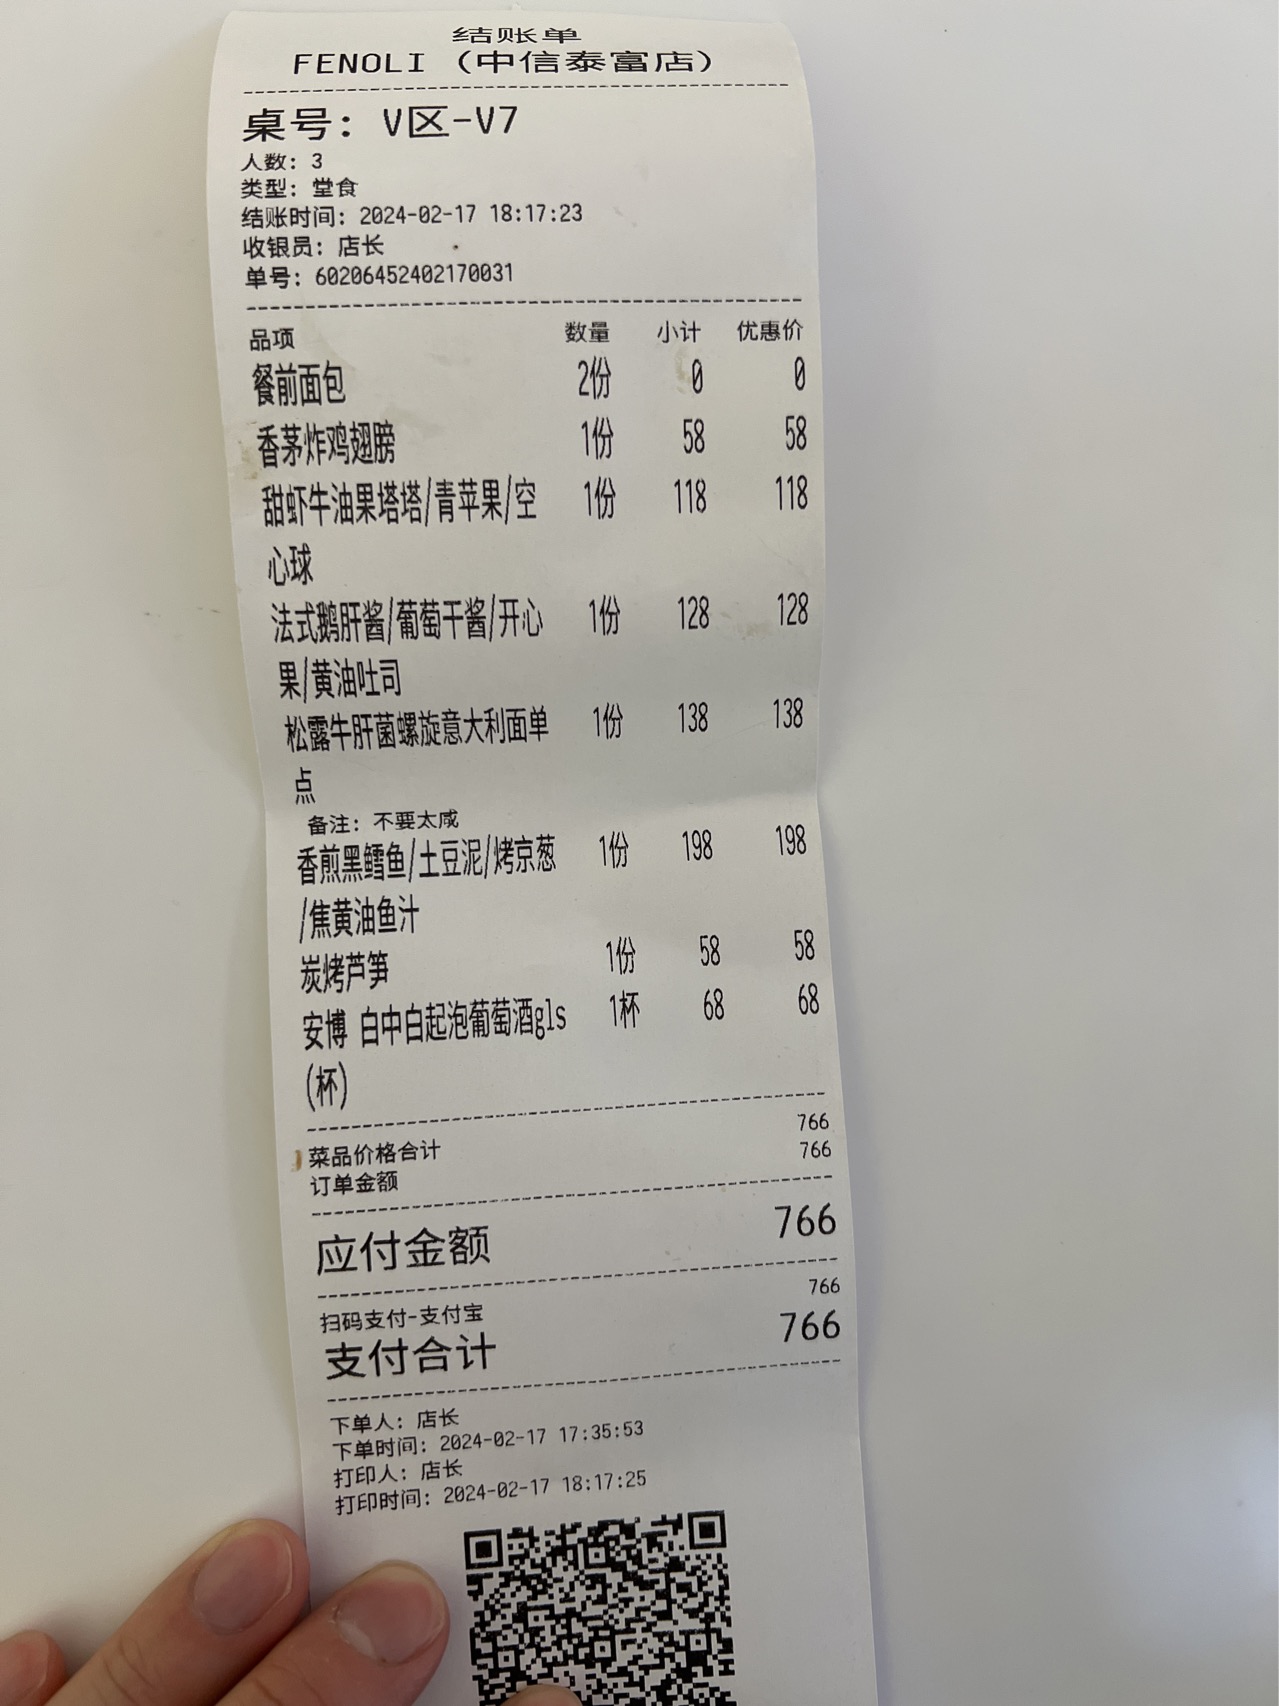 结账单
FENOLI (中信泰富店)
桌号: V区-V7
人数: 3
类型: 堂食
结账时间: 2024-02-17 18:17:23
收银员: 店长
单号: 602064524021​70031
品项 数量 小计 优惠价
餐前面包 2份 0 0
香茅炸鸡翅膀 1份 58 58
甜虾牛油果塔塔/青苹果/空 1份 118 118
心球
法式鹅肝酱/葡萄干酱/开心 1份 128 128
果/黄油吐司
松露牛肝菌螺旋意大利面单 1份 138 138
点
备注: 不要太咸
香煎黑鳕鱼/土豆泥/烤京葱 1份 198 198
/焦黄油鱼汁
炭烤芦笋 1份 58 58
安博 白中白起泡葡萄酒gls 1杯 68 68
(杯)
菜品价格合计 766
订单金额 766
应付金额 766
扫码支付-支付宝 766
支付合计 766
下单人: 店长
下单时间: 2024-02-17 17:35:53
打印人: 店长
打印时间: 2024-02-17 18:17:25